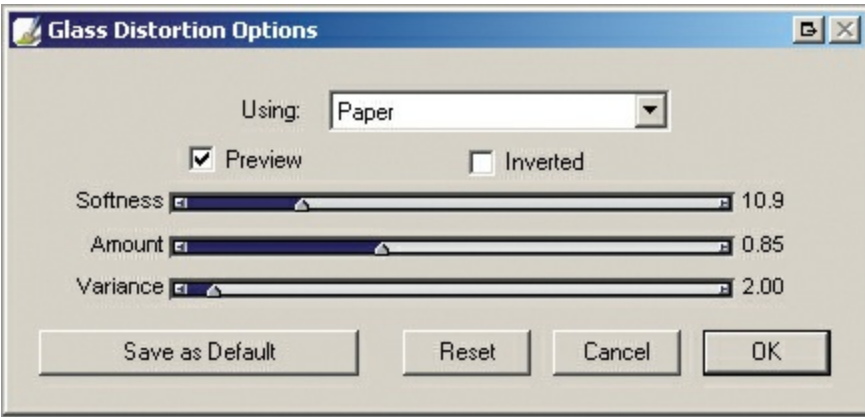 Glass Distortion Options
Using: Paper
Preview Inverted
Softness 10.9
Amount 0.85
Variance 2.00
Save as Default Reset Cancel OK